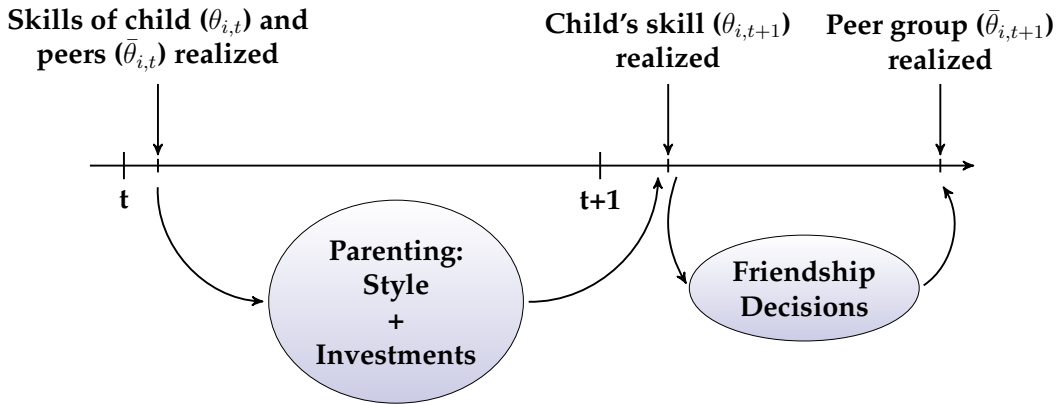 Skills of child (θ_{i,t}) and
peers (θ̄_{i,t}) realized
Child's skill (θ_{i,t+1})
realized
Peer group (θ̄_{i,t+1})
realized
t
t+1
Parenting:
Style
+
Investments
Friendship
Decisions